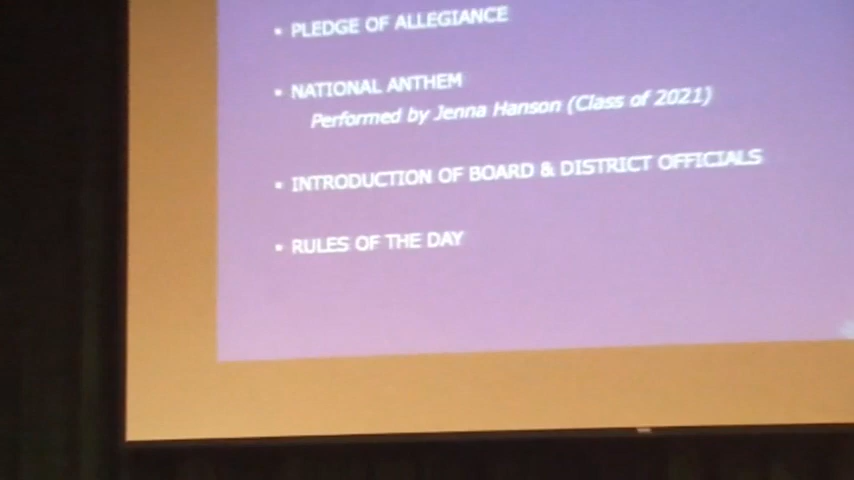 • PLEDGE OF ALLEGIANCE
• NATIONAL ANTHEM
Performed by Jenna Hanson (Class of 2021)
• INTRODUCTION OF BOARD & DISTRICT OFFICIALS
• RULES OF THE DAY